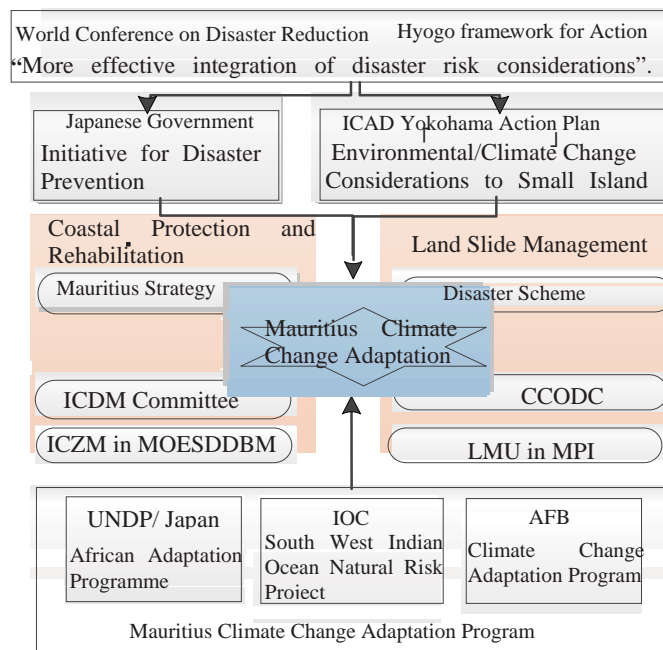 World Conference on Disaster Reduction Hyogo framework for Action
“More effective integration of disaster risk considerations”.
Japanese Government
Initiative for Disaster
Prevention
ICAD Yokohama Action Plan
Environmental/Climate Change
Considerations to Small Island
Coastal Protection and
Rehabilitation
Mauritius Strategy
Land Slide Management
Disaster Scheme
Mauritius Climate
Change Adaptation
ICDM Committee
ICZM in MOESDDBM
CCODC
LMU in MPI
UNDP/ Japan
African Adaptation
Programme
IOC
South West Indian
Ocean Natural Risk
Project
AFB
Climate Change
Adaptation Program
Mauritius Climate Change Adaptation Program